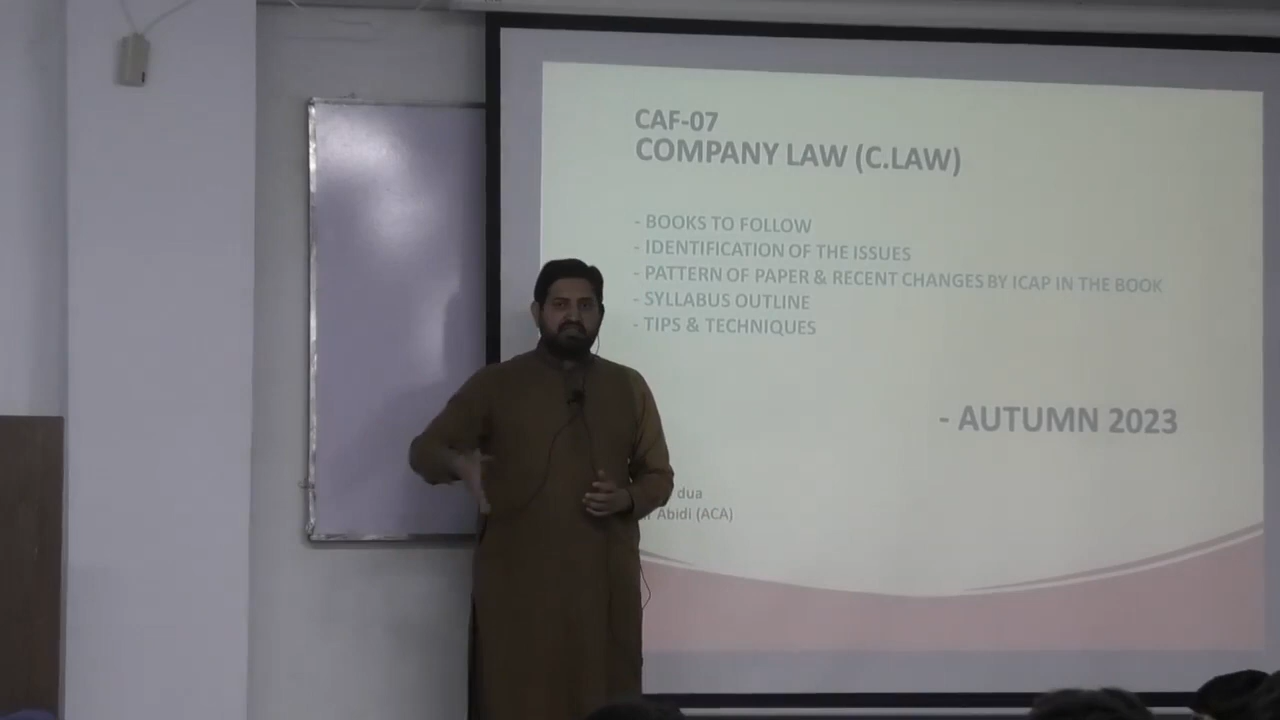 CAF-07
COMPANY LAW (C.LAW)
- BOOKS TO FOLLOW
- IDENTIFICATION OF THE ISSUES
- PATTERN OF PAPER & RECENT CHANGES BY ICAP IN THE BOOK
- SYLLABUS OUTLINE
- TIPS & TECHNIQUES
- AUTUMN 2023
dua
Abidi (ACA)